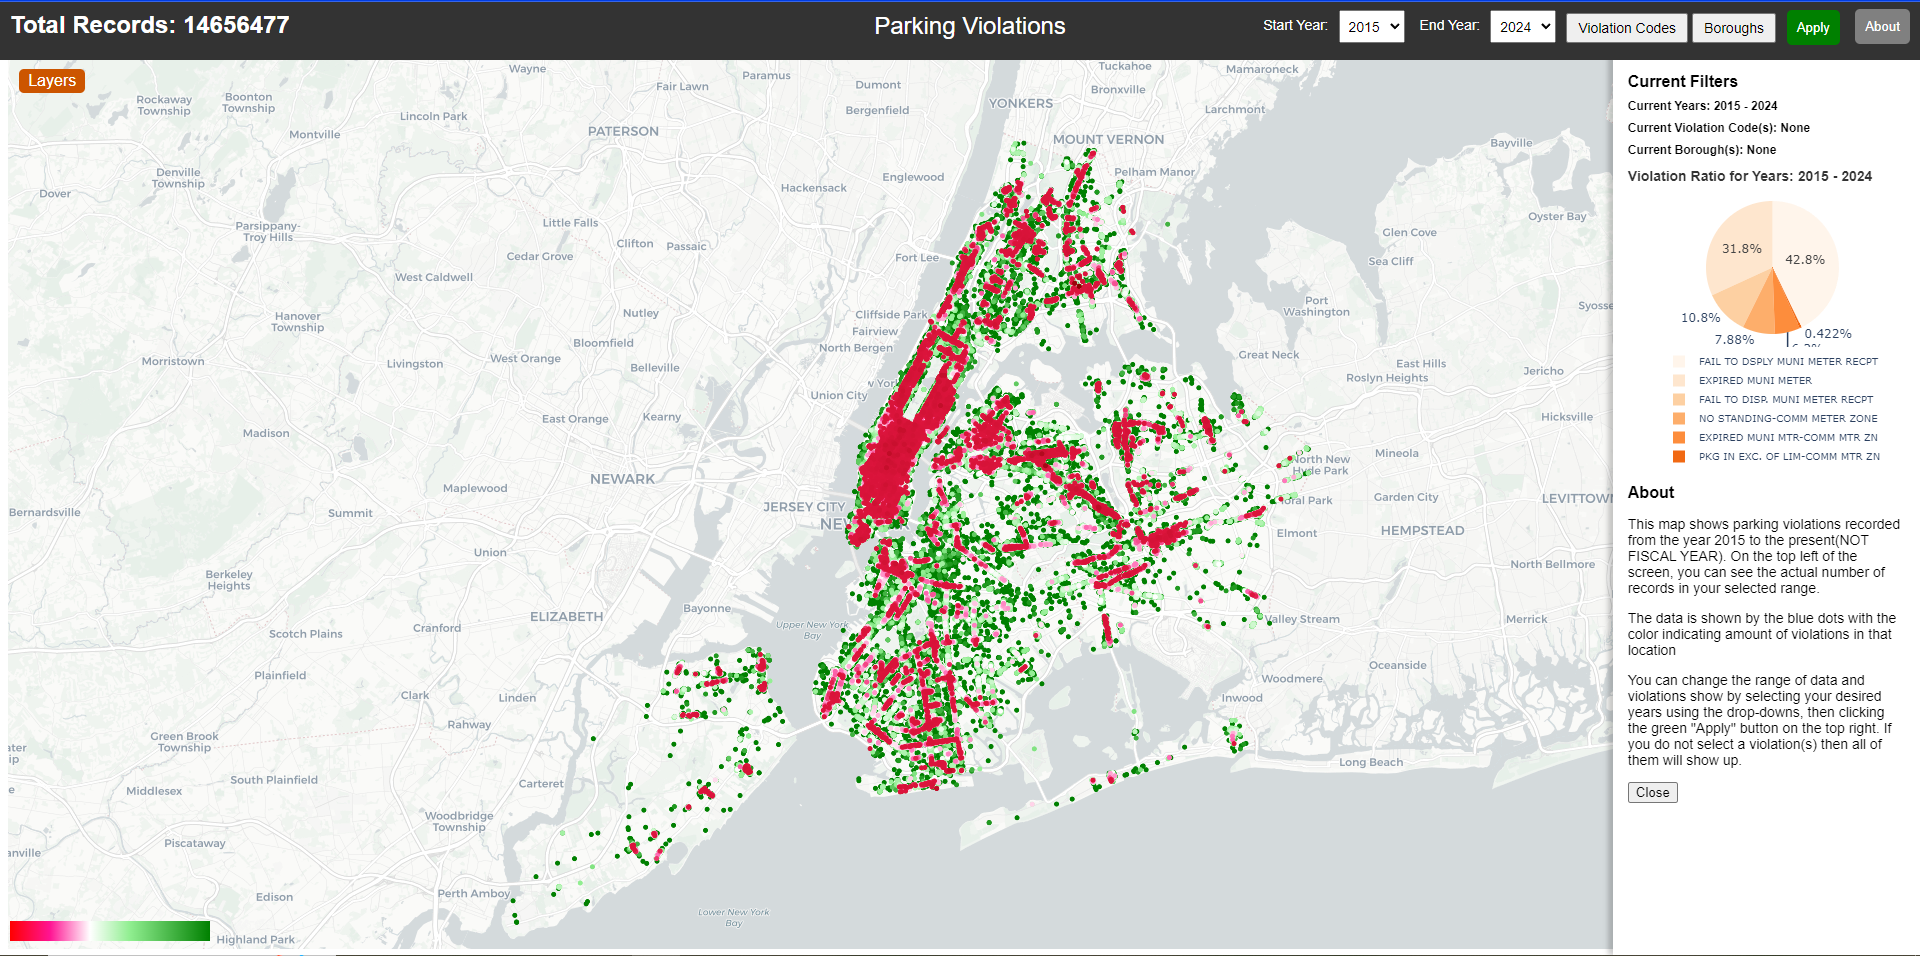 Total Records: 14656477
Parking Violations
Start Year: 2015 End Year: 2024 Violation Codes Boroughs Apply About
Layers
Wayne
Paramus
Fair Lawn
Dumont
Bergenfield
Tuckahoe
Bronxville
Mamaroneck
Larchmont
Rockaway
Township
Boonton
Township
Lincoln Park
Montville
PATERSON
YONKERS
MOUNT VERNON
Pelham Manor
Bayville
Denville
Township
Dover
Hackensack
Englewood
Oyster Bay
Parsippany-
Troy Hills
Little Falls
Clifton
Passaic
Cedar Grove
Fort Lee
Glen Cove
Sea Cliff
West Caldwell
Port
Washington
Syosse
Hanover
Township
Nutley
Cliffside Park
Fairview
North Bergen
Bloomfield
West Orange
Livingston
Belleville
Morristown
Great Neck
East Hills
Roslyn Heights
Jericho
Union City
w York
East Orange
Kearny
Madison
Hicksville
Mineola
North New
Hyde Park
NEWARK
Maplewood
JERSEY CITY
NEW
Garden City
LEVITTOWN
Bernardsville
Summit
oral Park
Elmont
HEMPSTEAD
Union
Berkeley
Heights
North Bellmore
Bayonne
ELIZABETH
Upper New York
Bay
Valley Stream
Merrick
Scotch Plains
Cranford
Oceanside
Plainfield
Woodmere
Inwood
Clark
Linden
Rahway
Green Brook
Township
ater
ip
Long Beach
South Plainfield
Carteret
e
Middlesex
Woodbridge
Township
Piscataway
anville
Edison
Perth Amboy
Lower New York
Bay
Highland Park
Current Filters
Current Years: 2015 - 2024
Current Violation Code(s): None
Current Borough(s): None
Violation Ratio for Years: 2015 - 2024
31.8%
42.8%
10.8%
7.88%
0.422%
FAIL TO DSPLY MUNI METER RECPT
EXPIRED MUNI METER
FAIL TO DISP. MUNI METER RECPT
NO STANDING-COMM METER ZONE
EXPIRED MUNI MTR-COMM MTR ZN
PKG IN EXC. OF LIM-COMM MTR ZN
About
This map shows parking violations recorded
from the year 2015 to the present(NOT
FISCAL YEAR). On the top left of the
screen, you can see the actual number of
records in your selected range.
The data is shown by the blue dots with the
color indicating amount of violations in that
location
You can change the range of data and
violations show by selecting your desired
years using the drop-downs, then clicking
the green "Apply" button on the top right. If
you do not select a violation(s) then all of
them will show up.
Close